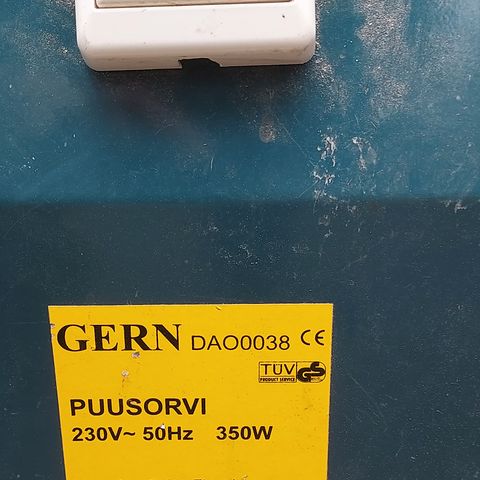 GERN DAO0038 CE
TÜV GS
PRODUCT SERVICE
PUUSORVI
230V~ 50Hz 350W